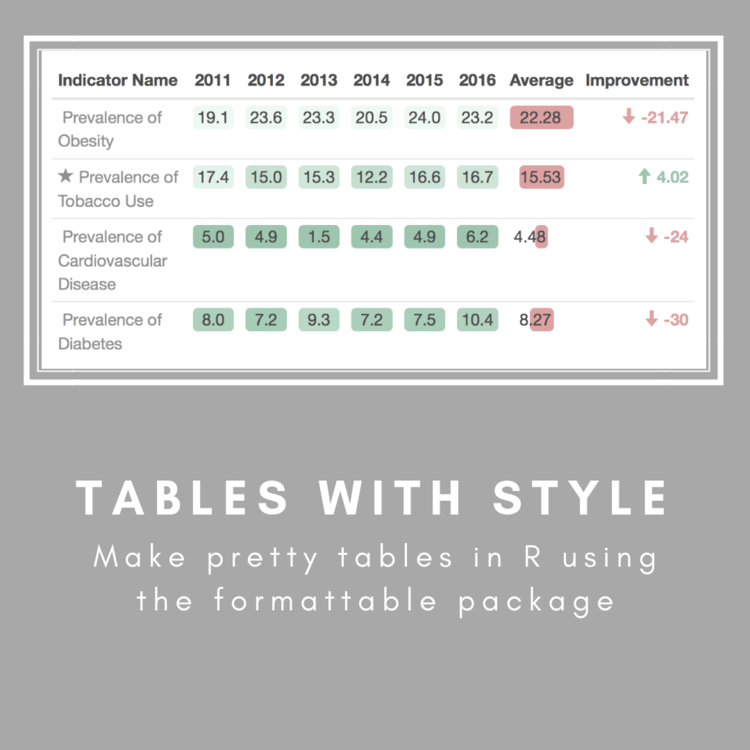 Indicator Name 2011 2012 2013 2014 2015 2016 Average Improvement
Prevalence of 19.1 23.6 23.3 20.5 24.0 23.2 22.28 ↓ -21.47
Obesity
★ Prevalence of 17.4 15.0 15.3 12.2 16.6 16.7 15.53 ↑ 4.02
Tobacco Use
Prevalence of 5.0 4.9 1.5 4.4 4.9 6.2 4.48 ↓ -24
Cardiovascular
Disease
Prevalence of 8.0 7.2 9.3 7.2 7.5 10.4 8.27 ↓ -30
Diabetes
TABLES WITH STYLE
Make pretty tables in R using
the formattable package